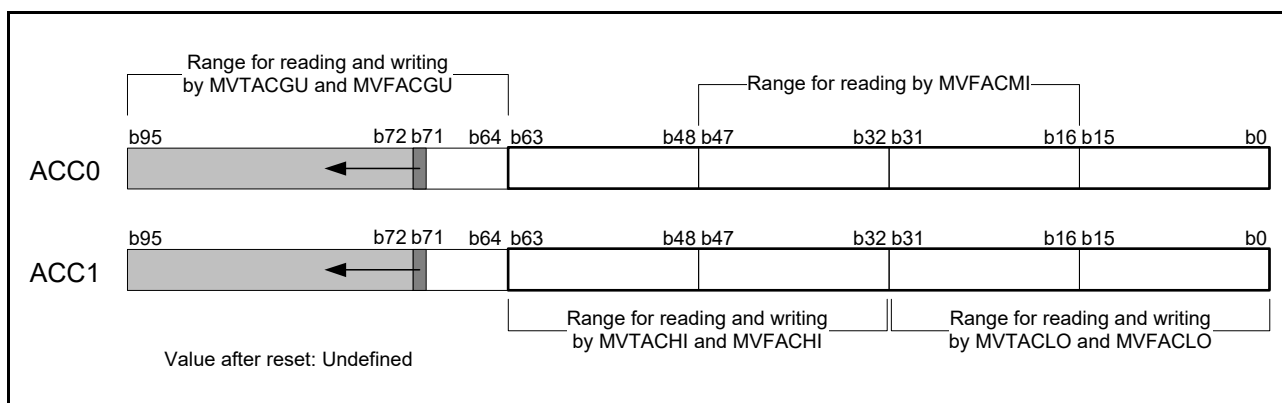 Range for reading and writing
by MVTACGU and MVFACGU
Range for reading by MVFACMI
b95 b72 b71 b64 b63 b48 b47 b32 b31 b16 b15 b0
ACC0
b95 b72 b71 b64 b63 b48 b47 b32 b31 b16 b15 b0
ACC1
Range for reading and writing
by MVTACHI and MVFACHI
Range for reading and writing
by MVTACLO and MVFACLO
Value after reset: Undefined